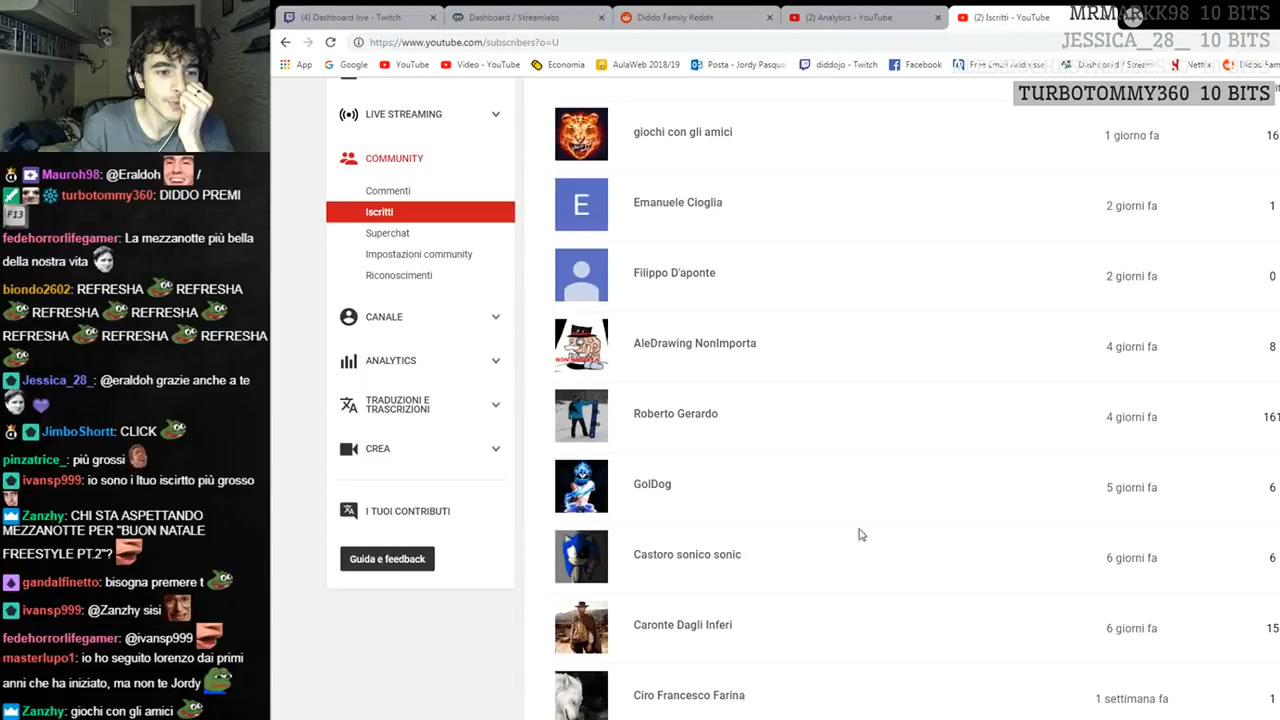 (4) Dashboard live - Twitch
Dashboard / Streamlabs
Diddo Family Reddit
(2) Analytics - YouTube
(2) Iscritti - YouTube
MRMARKK98 10 BITS
https://www.youtube.com/subscribers?o=U
JESSICA_28_ 10 BITS
App
Google
YouTube
Video - YouTube
Economia
AulaWeb 2018/19
Posta - Jordy Pasqua
diddojo - Twitch
Facebook
Netflix
TURBOTOMMY360 10 BITS
LIVE STREAMING
COMMUNITY
Commenti
Iscritti
Superchat
Impostazioni community
Riconoscimenti
CANALE
ANALYTICS
TRADUZIONI E
TRASCRIZIONI
CREA
I TUOI CONTRIBUTI
Guida e feedback
giochi con gli amici 1 giorno fa 16
E
Emanuele Cioglia 2 giorni fa 1
Filippo D'aponte 2 giorni fa 0
AleDrawing NonImporta 4 giorni fa 8
Roberto Gerardo 4 giorni fa 161
GolDog 5 giorni fa 6
Castoro sonico sonic 6 giorni fa 6
Caronte Dagli Inferi 6 giorni fa 15
Ciro Francesco Farina 1 settimana fa 1
Mauroh98: @Eraldoh /
turbotommy360: DIDDO PREMI
F13
fedehorrorlifegamer: La mezzanotte più bella
della nostra vita
biondo2602: REFRESHA REFRESHA
REFRESHA REFRESHA
REFRESHA REFRESHA REFRESHA
Jessica_28_: @eraldoh grazie anche a te
JimboShortt: CLICK
pinzatrice_: più grossi
ivansp999: io sono i ltuo iscirtto più grosso
Zanzhy: CHI STA ASPETTANDO
MEZZANOTTE PER "BUON NATALE
FREESTYLE PT.2"?
gandalfinetto: bisogna premere t
ivansp999: @Zanzhy sisi
fedehorrorlifegamer: @ivansp999
masterlupo1: io ho seguito lorenzo dai primi
anni che ha iniziato, ma non te Jordy
Zanzhy: giochi con gli amici